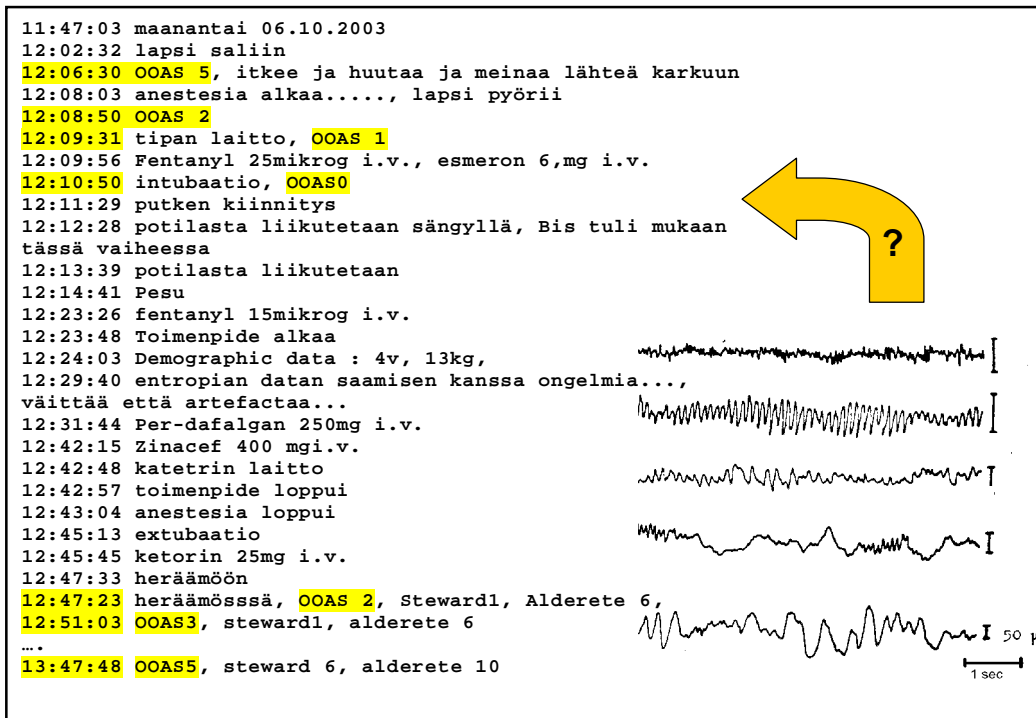 11:47:03 maanantai 06.10.2003
12:02:32 lapsi saliin
12:06:30 OOAS 5, itkee ja huutaa ja meinaa lähteä karkuun
12:08:03 anestesia alkaa....., lapsi pyörii
12:08:50 OOAS 2
12:09:31 tipan laitto, OOAS 1
12:09:56 Fentanyl 25mikrog i.v., esmeron 6,mg i.v.
12:10:50 intubaatio, OOAS0
12:11:29 putken kiinnitys
12:12:28 potilasta liikutetaan sängyllä, Bis tuli mukaan
tässä vaiheessa
12:13:39 potilasta liikutetaan
12:14:41 Pesu
12:23:26 fentanyl 15mikrog i.v.
12:23:48 Toimenpide alkaa
12:24:03 Demographic data : 4v, 13kg,
12:29:40 entropian datan saamisen kanssa ongelmia...,
väittää että artefactaa...
12:31:44 Per-dafalgan 250mg i.v.
12:42:15 Zinacef 400 mgi.v.
12:42:48 katetrin laitto
12:42:57 toimenpide loppui
12:43:04 anestesia loppui
12:45:13 extubaatio
12:45:45 ketorin 25mg i.v.
12:47:33 heräämöön
12:47:23 heräämösssä, OOAS 2, Steward1, Alderete 6,
12:51:03 OOAS3, steward1, alderete 6
….
13:47:48 OOAS5, steward 6, alderete 10
?
50
1 sec